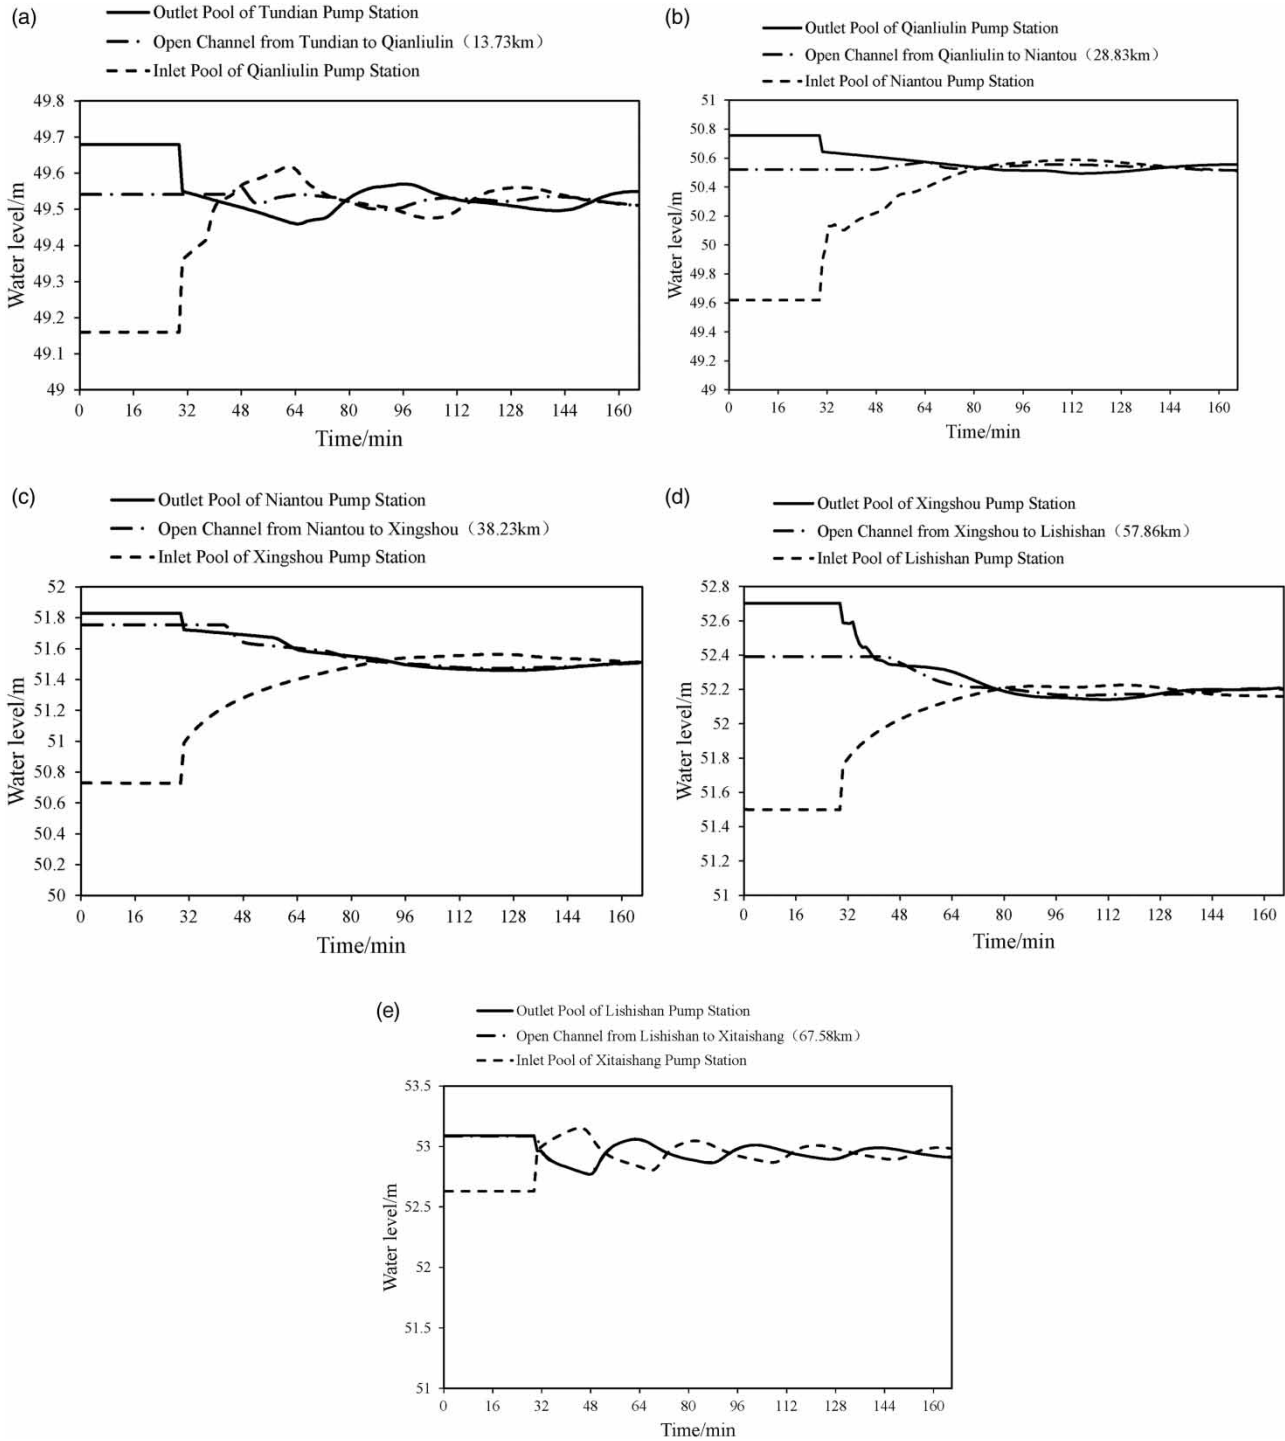 (a)
Outlet Pool of Tundian Pump Station
Open Channel from Tundian to Qianliulin（13.73km）
Inlet Pool of Qianliulin Pump Station
49.8
49.7
49.6
49.5
49.4
49.3
49.2
49.1
49
Water level/m
0 16 32 48 64 80 96 112 128 144 160
Time/min
(b)
Outlet Pool of Qianliulin Pump Station
Open Channel from Qianliulin to Niantou（28.83km）
Inlet Pool of Niantou Pump Station
51
50.6
50.4
50.2
50
49.8
49.6
49.4
49.2
49
Water level/m
0 16 32 48 64 80 96 112 128 144 160
Time/min
(c)
Outlet Pool of Niantou Pump Station
Open Channel from Niantou to Xingshou（38.23km）
Inlet Pool of Xingshou Pump Station
52
51.8
51.6
51.4
51.2
51
50.8
50.6
50.4
50.2
50
Water level/m
0 16 32 48 64 80 96 112 128 144 160
Time/min
(d)
Outlet Pool of Xingshou Pump Station
Open Channel from Xingshou to Lishishan（57.86km）
Inlet Pool of Lishishan Pump Station
52.8
52.6
52.4
52.2
52
51.8
51.6
51.4
51.2
51
Water level/m
0 16 32 48 64 80 96 112 128 144 160
Time/min
(e)
Outlet Pool of Lishishan Pump Station
Open Channel from Lishishan to Xitaishang（67.58km）
Inlet Pool of Xitaishang Pump Station
53.5
53
52.5
52
51.5
51
Water level/m
0 16 32 48 64 80 96 112 128 144 160
Time/min